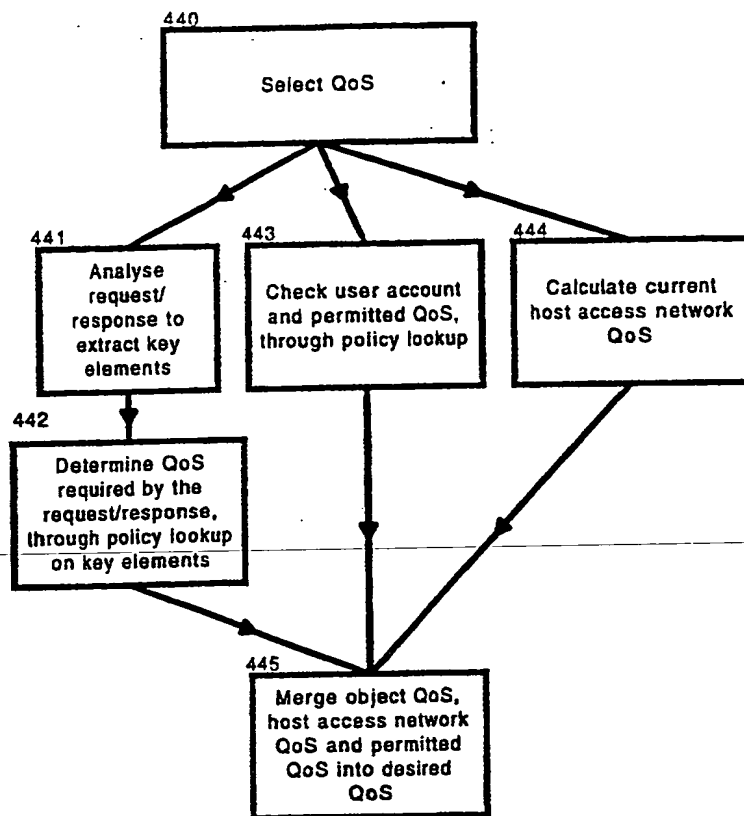 440
Select QoS
441
Analyse
request/
response to
extract key
elements
443
Check user account
and permitted QoS,
through policy lookup
444
Calculate current
host access network
QoS
442
Determine QoS
required by the
request/response,
through policy lookup
on key elements
445
Merge object QoS,
host access network
QoS and permitted
QoS into desired
QoS